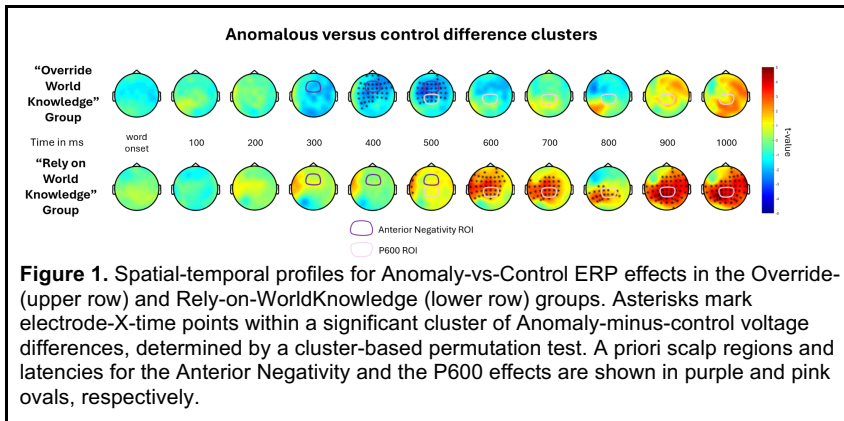 Anomalous versus control difference clusters
“Override
World
Knowledge”
Group
Time in ms word onset 100 200 300 400 500 600 700 800 900 1000
“Rely on
World
Knowledge”
Group
t-value
Anterior Negativity ROI
P600 ROI
Figure 1. Spatial-temporal profiles for Anomaly-vs-Control ERP effects in the Override-
(upper row) and Rely-on-WorldKnowledge (lower row) groups. Asterisks mark
electrode-X-time points within a significant cluster of Anomaly-minus-control voltage
differences, determined by a cluster-based permutation test. A priori scalp regions and
latencies for the Anterior Negativity and the P600 effects are shown in purple and pink
ovals, respectively.